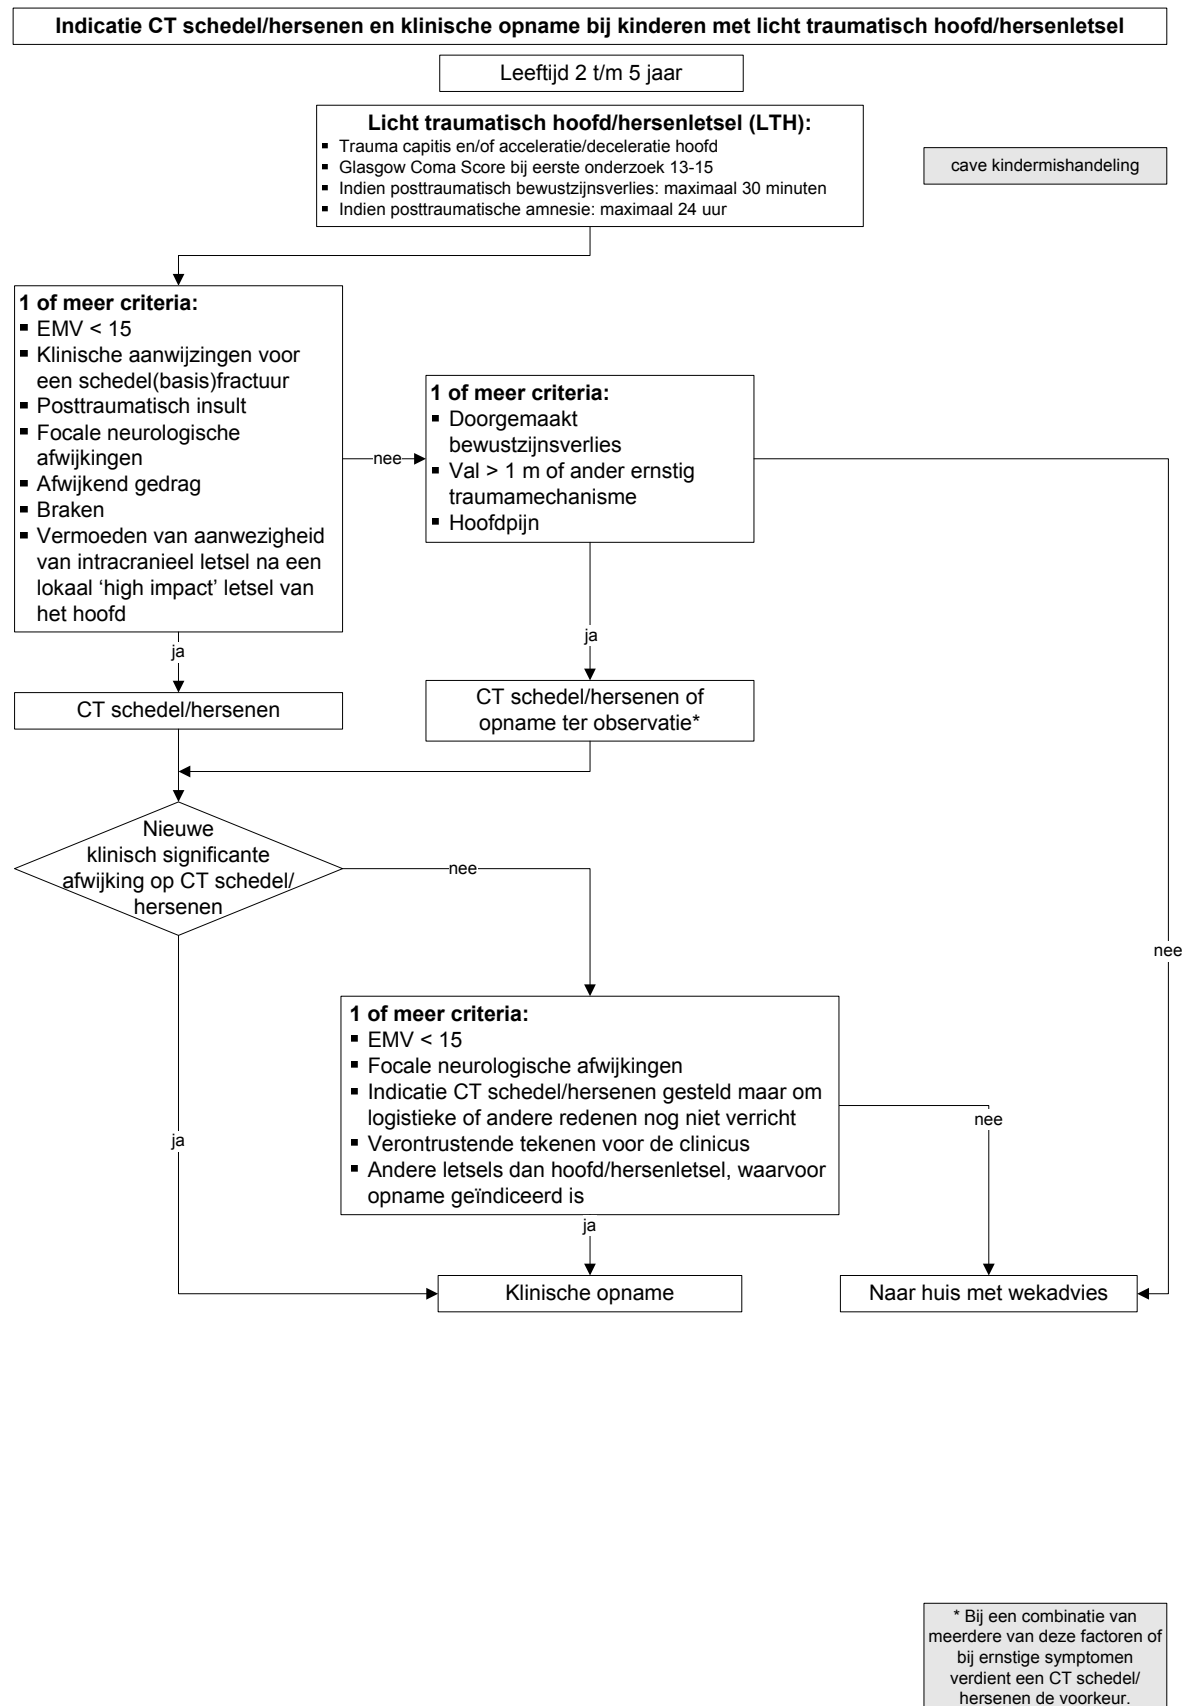 Indicatie CT schedel/hersenen en klinische opname bij kinderen met licht traumatisch hoofd/hersenletsel
Leeftijd 2 t/m 5 jaar
Licht traumatisch hoofd/hersenletsel (LTH):
▪ Trauma capitis en/of acceleratie/deceleratie hoofd
▪ Glasgow Coma Score bij eerste onderzoek 13-15
▪ Indien posttraumatisch bewustzijnsverlies: maximaal 30 minuten
▪ Indien posttraumatische amnesie: maximaal 24 uur
cave kindermishandeling
1 of meer criteria:
▪ EMV < 15
▪ Klinische aanwijzingen voor
een schedel(basis)fractuur
▪ Posttraumatisch insult
▪ Focale neurologische
afwijkingen
▪ Afwijkend gedrag
▪ Braken
▪ Vermoeden van aanwezigheid
van intracranieel letsel na een
lokaal ‘high impact’ letsel van
het hoofd
nee
1 of meer criteria:
▪ Doorgemaakt
bewustzijnsverlies
▪ Val > 1 m of ander ernstig
traumamechanisme
▪ Hoofdpijn
ja
ja
CT schedel/hersenen
CT schedel/hersenen of
opname ter observatie*
Nieuwe
klinisch significante
afwijking op CT schedel/
hersenen
nee
nee
1 of meer criteria:
▪ EMV < 15
▪ Focale neurologische afwijkingen
▪ Indicatie CT schedel/hersenen gesteld maar om
logistieke of andere redenen nog niet verricht
▪ Verontrustende tekenen voor de clinicus
▪ Andere letsels dan hoofd/hersenletsel, waarvoor
opname geïndiceerd is
nee
ja
ja
Klinische opname
Naar huis met wekadvies
* Bij een combinatie van
meerdere van deze factoren of
bij ernstige symptomen
verdient een CT schedel/
hersenen de voorkeur.